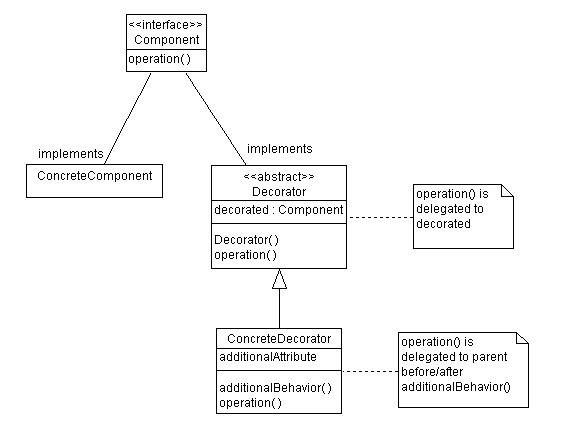 <<interface>>
Component
operation()
implements
implements
ConcreteComponent
<<abstract>>
Decorator
decorated : Component
Decorator()
operation()
operation() is
delegated to
decorated
ConcreteDecorator
additionalAttribute
additionalBehavior()
operation()
operation() is
delegated to parent
before/after
additionalBehavior()